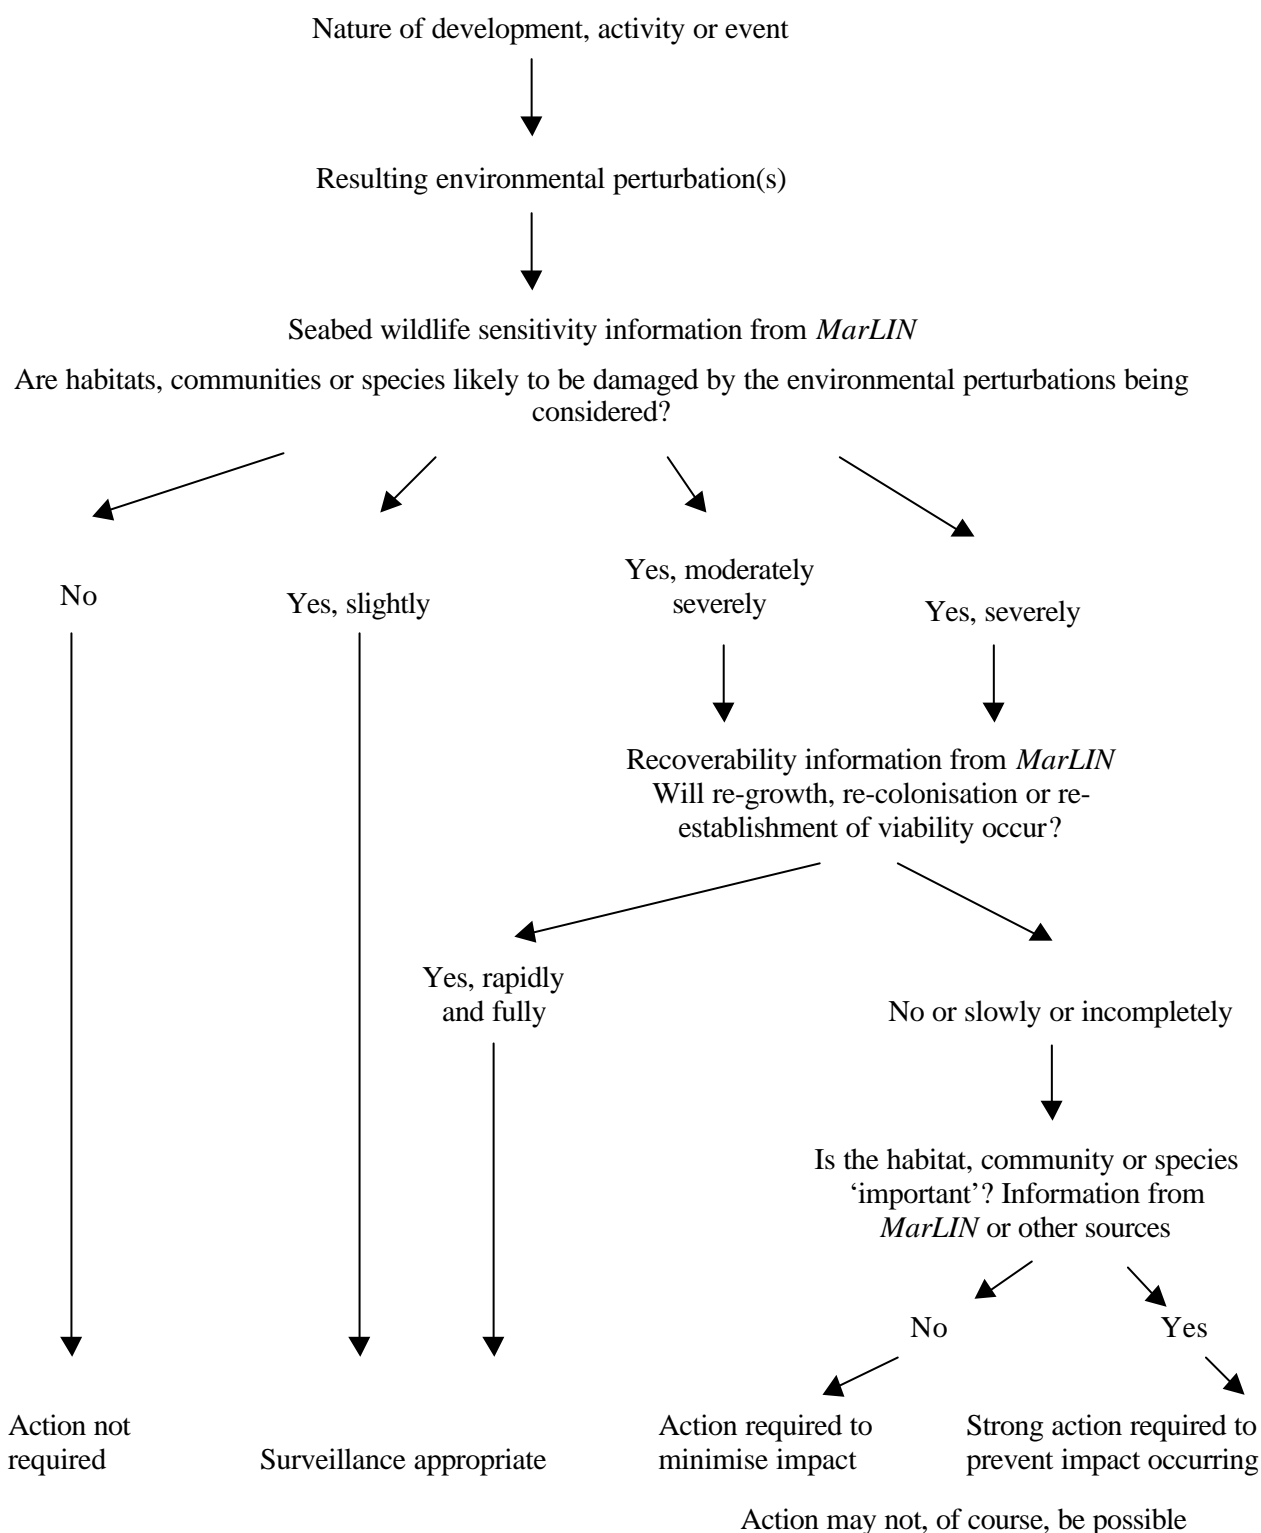 Nature of development, activity or event
Resulting environmental perturbation(s)
Seabed wildlife sensitivity information from MarLIN
Are habitats, communities or species likely to be damaged by the environmental perturbations being
considered?
No
Yes, slightly
Yes, moderately
severely
Yes, severely
Recoverability information from MarLIN
Will re-growth, re-colonisation or re-
establishment of viability occur?
Yes, rapidly
and fully
No or slowly or incompletely
Is the habitat, community or species
‘important’? Information from
MarLIN or other sources
No
Yes
Action not
required
Surveillance appropriate
Action required to
minimise impact
Strong action required to
prevent impact occurring
Action may not, of course, be possible